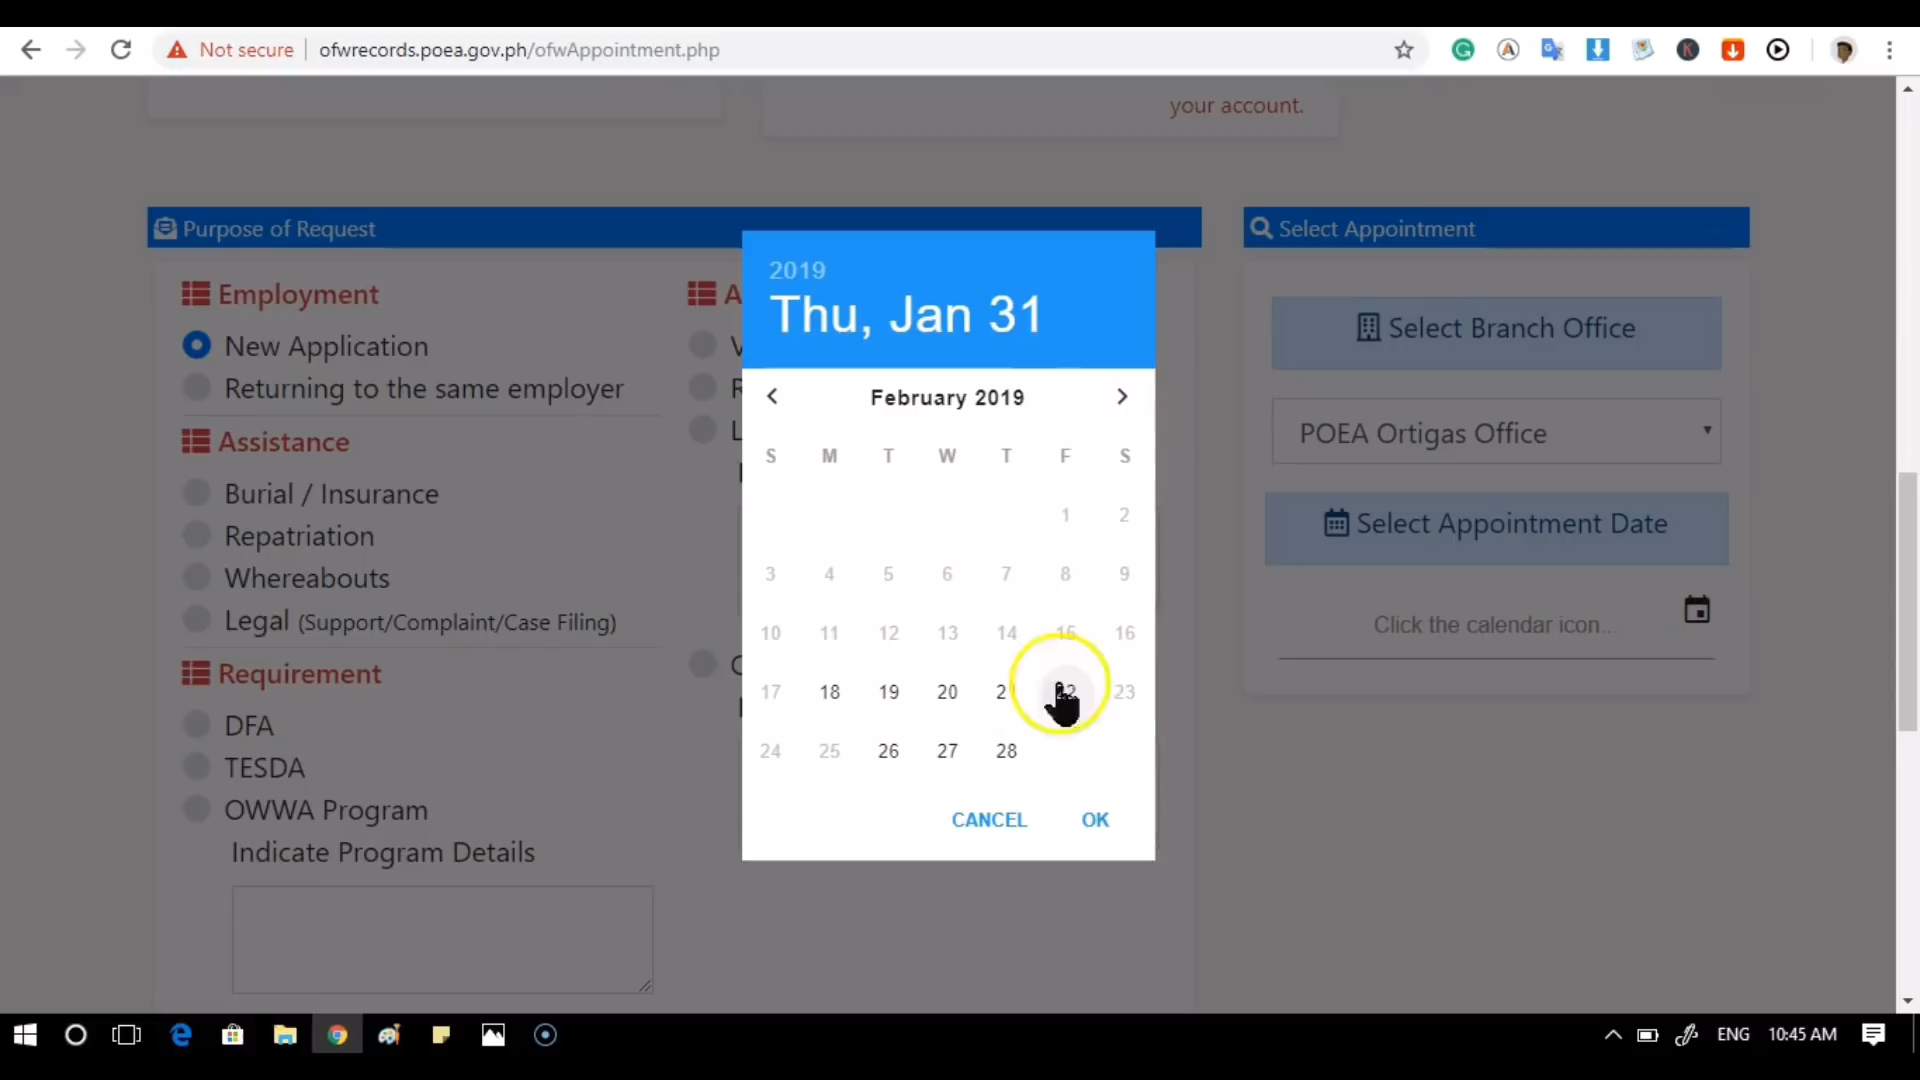 Not secure
ofwrecords.poea.gov.ph/ofwAppointment.php
your account.
Purpose of Request
Employment
New Application
Returning to the same employer
Assistance
Burial / Insurance
Repatriation
Whereabouts
Legal (Support/Complaint/Case Filing)
Requirement
DFA
TESDA
OWWA Program
Indicate Program Details
2019
Thu, Jan 31
February 2019
S M T W T F S
1 2
3 4 5 6 7 8 9
10 11 12 13 14 15 16
17 18 19 20 21 22 23
24 25 26 27 28
CANCEL OK
Select Appointment
Select Branch Office
POEA Ortigas Office
Select Appointment Date
Click the calendar icon...
ENG 10:45 AM